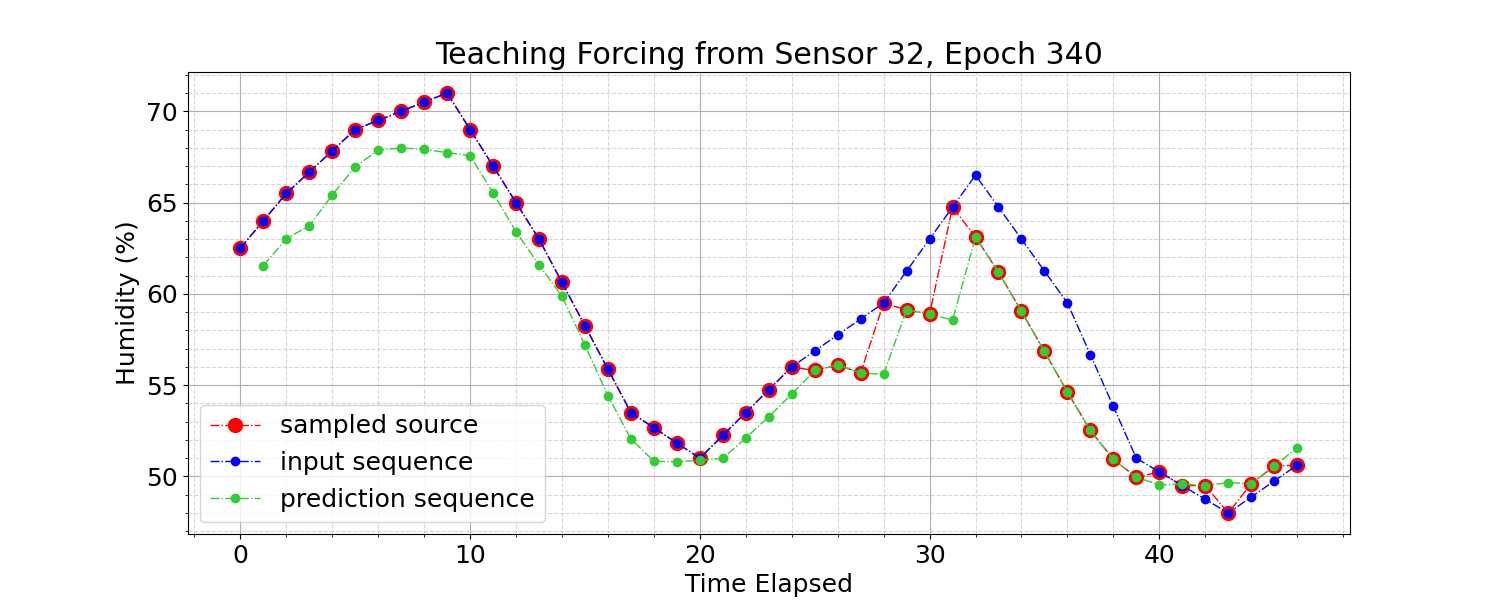 Teaching Forcing from Sensor 32, Epoch 340
Humidity (%)
70
65
60
55
50
sampled source
input sequence
prediction sequence
0 10 20 30 40
Time Elapsed